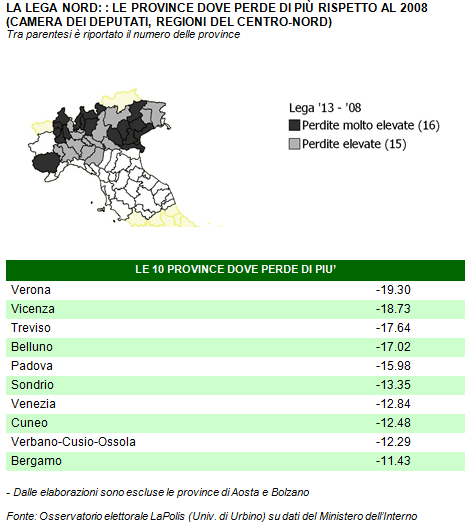 LA LEGA NORD: : LE PROVINCE DOVE PERDE DI PIÙ RISPETTO AL 2008
(CAMERA DEI DEPUTATI, REGIONI DEL CENTRO-NORD)
Tra parentesi è riportato il numero delle province
Lega '13 - '08
Perdite molto elevate (16)
Perdite elevate (15)
LE 10 PROVINCE DOVE PERDE DI PIU'
Verona -19.30
Vicenza -18.73
Treviso -17.64
Belluno -17.02
Padova -15.98
Sondrio -13.35
Venezia -12.84
Cuneo -12.48
Verbano-Cusio-Ossola -12.29
Bergamo -11.43
- Dalle elaborazioni sono escluse le province di Aosta e Bolzano
Fonte: Osservatorio elettorale LaPolis (Univ. di Urbino) su dati del Ministero dell'Interno